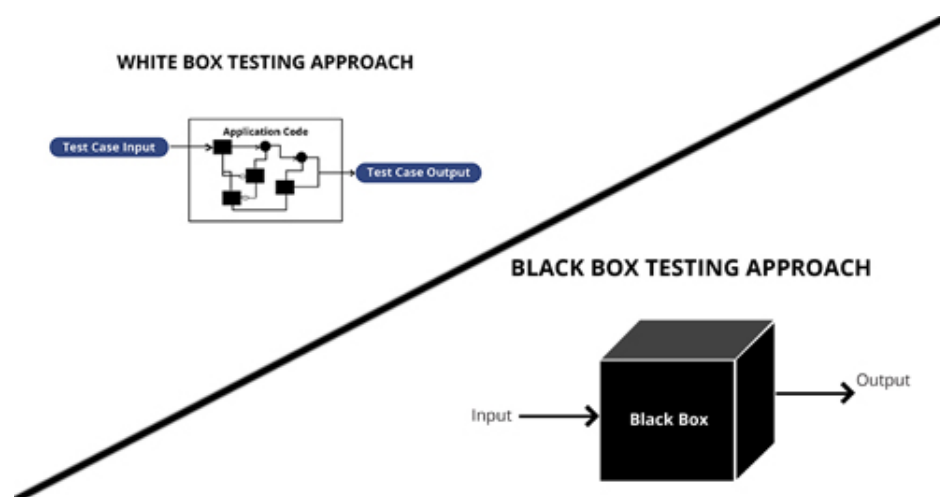 WHITE BOX TESTING APPROACH
Application Code
Test Case Input
Test Case Output
BLACK BOX TESTING APPROACH
Input
Black Box
Output